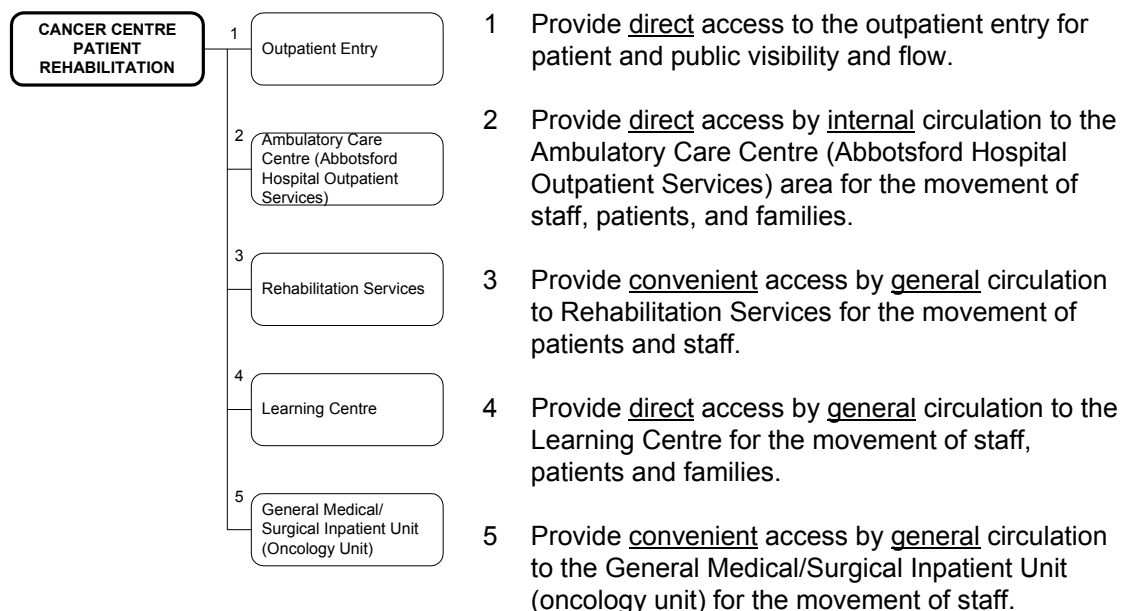 CANCER CENTRE
PATIENT
REHABILITATION
1
Outpatient Entry
2
Ambulatory Care
Centre (Abbotsford
Hospital Outpatient
Services)
3
Rehabilitation Services
4
Learning Centre
5
General Medical/
Surgical Inpatient Unit
(Oncology Unit)
1 Provide direct access to the outpatient entry for
patient and public visibility and flow.
2 Provide direct access by internal circulation to the
Ambulatory Care Centre (Abbotsford Hospital
Outpatient Services) area for the movement of
staff, patients, and families.
3 Provide convenient access by general circulation
to Rehabilitation Services for the movement of
patients and staff.
4 Provide direct access by general circulation to the
Learning Centre for the movement of staff,
patients and families.
5 Provide convenient access by general circulation
to the General Medical/Surgical Inpatient Unit
(oncology unit) for the movement of staff.